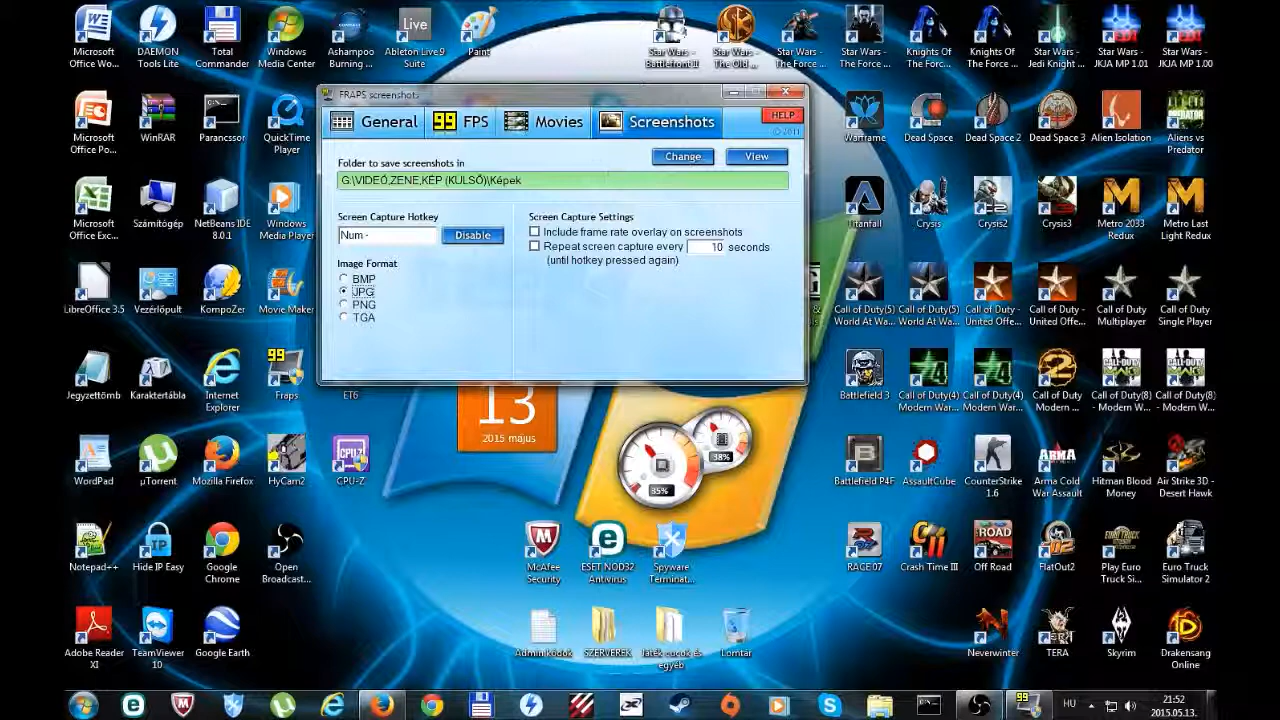 Microsoft Office Wo...
DAEMON Tools Lite
Total Commander
Windows Media Center
Ashampoo Burning ...
Live
Ableton Live 9 Suite
Paint
Star Wars - Battlefront II
Star Wars - The Old ...
Star Wars - The Force ...
Star Wars - The Force ...
Knights Of The Forc...
Knights Of The Forc...
Star Wars - Jedi Knight ...
Star Wars - JKJA MP 1.01
Star Wars - JKJA MP 1.00
FRAPS screenshots
General
99 FPS
Movies
Screenshots
HELP
© 2011
Folder to save screenshots in
Change
View
G:\VIDEÓ,ZENE,KÉP (KÜLSŐ)\Képek
Screen Capture Hotkey
Num -
Disable
Image Format
BMP
JPG
PNG
TGA
Screen Capture Settings
Include frame rate overlay on screenshots
Repeat screen capture every 10 seconds
(until hotkey pressed again)
Microsoft Office Po...
WinRAR
Parancssor
QuickTime Player
Warframe
Dead Space
Dead Space 2
Dead Space 3
Alien Isolation
Aliens vs Predator
Microsoft Office Exc...
Számítógép
NetBeans IDE 8.0.1
Windows Media Player
Titanfall
Crysis
Crysis2
Crysis3
Metro 2033 Redux
Metro Last Light Redux
LibreOffice 3.5
Vezérlőpult
KompoZer
Movie Maker
Call of Duty(5) World At Wa...
Call of Duty(5) World At Wa...
Call of Duty - United Offe...
Call of Duty - United Offe...
Call of Duty Multiplayer
Call of Duty Single Player
Jegyzettömb
Karaktertábla
Internet Explorer
99
Fraps
ET6
13
2015 május
35%
38%
Battlefield 3
Call of Duty(4) Modern War...
Call of Duty(4) Modern War...
Call of Duty Modern ...
Call of Duty(8) - Modern W...
Call of Duty(8) - Modern W...
WordPad
µTorrent
Mozilla Firefox
HyCam2
CPU-Z
Battlefield P4F
AssaultCube
CounterStrike 1.6
Arma Cold War Assault
Hitman Blood Money
Air Strike 3D - Desert Hawk
Notepad++
Hide IP Easy
Google Chrome
Open Broadcast...
McAfee Security
ESET NOD32 Antivirus
Spyware Terminat...
RACE 07
Crash Time III
Off Road
FlatOut2
Play Euro Truck Si...
Euro Truck Simulator 2
Adobe Reader XI
TeamViewer 10
Google Earth
Adminkódok
SZERVEREK
Játék cuccok és egyéb
Lomtár
Neverwinter
TERA
Skyrim
Drakensang Online
HU
21:52
2015.05.13.